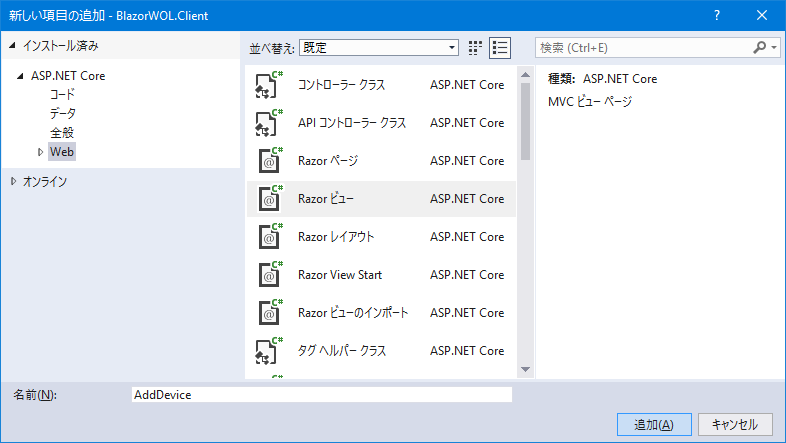 新しい項目の追加 - BlazorWOL.Client
インストール済み
ASP.NET Core
コード
データ
全般
Web
オンライン
並べ替え: 既定
コントローラー クラス ASP.NET Core
API コントローラー クラス ASP.NET Core
Razor ページ ASP.NET Core
Razor ビュー ASP.NET Core
Razor レイアウト ASP.NET Core
Razor View Start ASP.NET Core
Razor ビューのインポート ASP.NET Core
タグ ヘルパー クラス ASP.NET Core
検索 (Ctrl+E)
種類: ASP.NET Core
MVC ビュー ページ
名前(N): AddDevice
追加(A) キャンセル